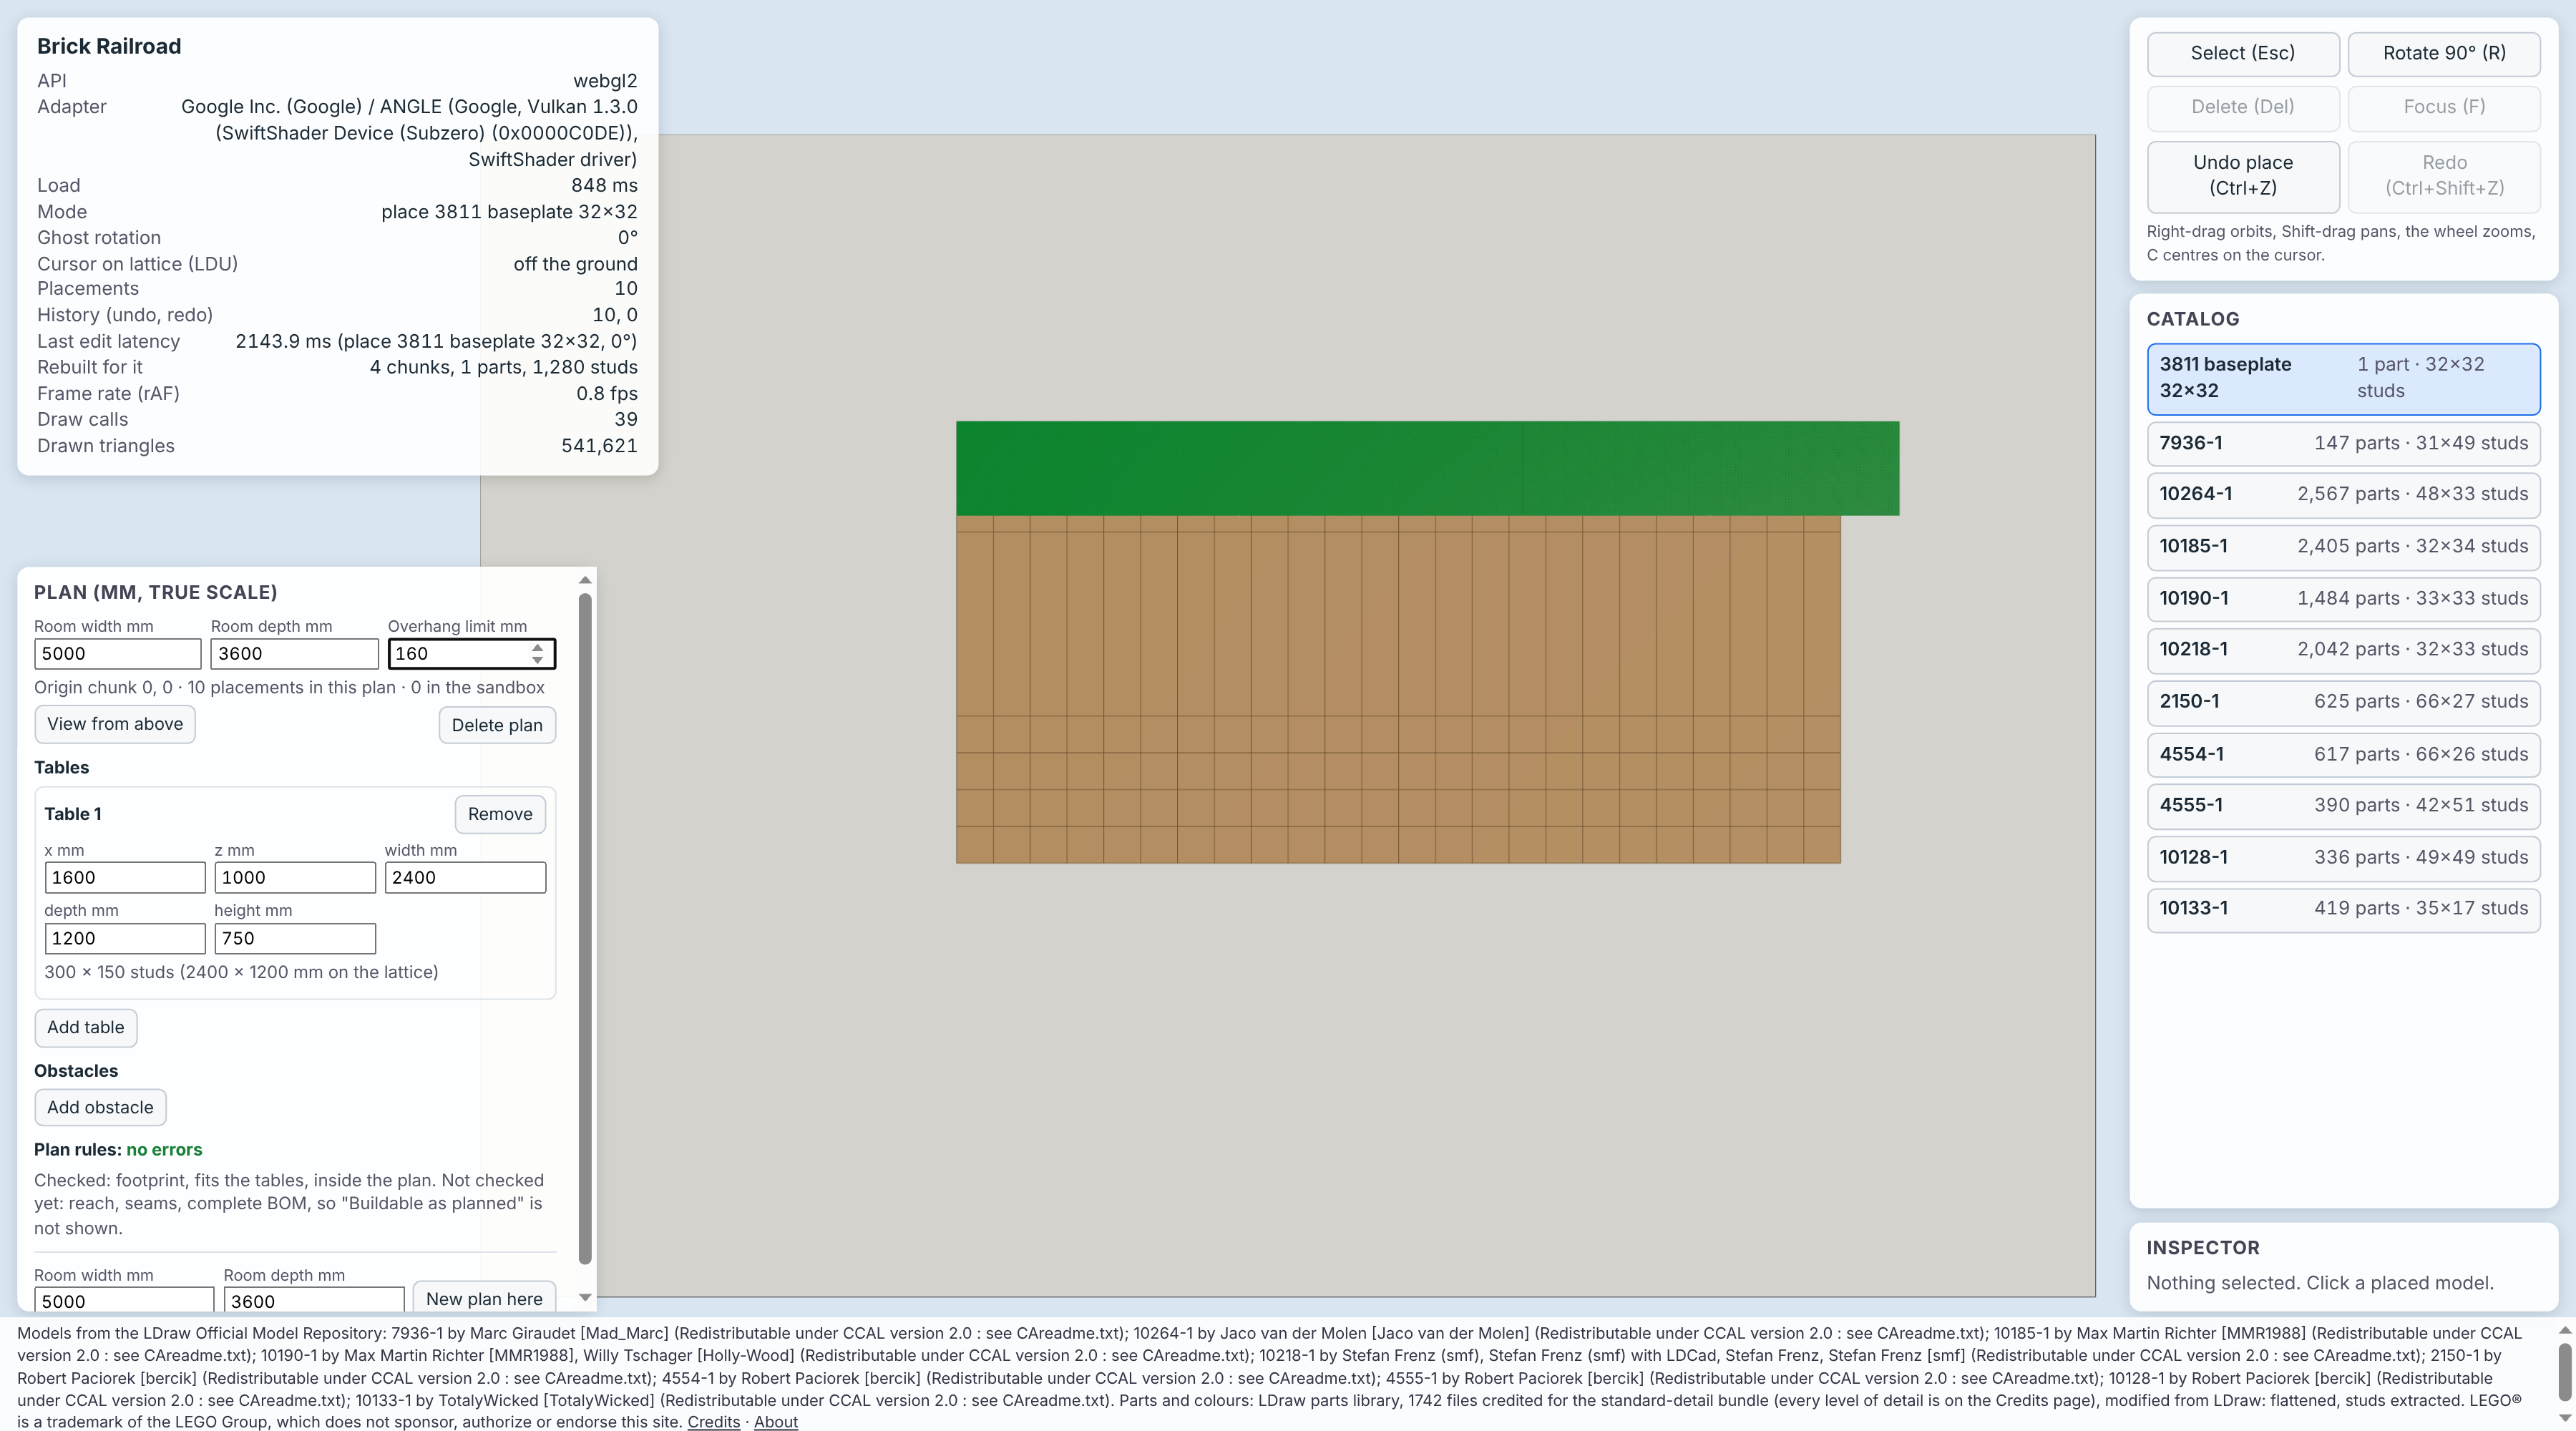 Brick Railroad
API webgl2
Adapter Google Inc. (Google) / ANGLE (Google, Vulkan 1.3.0
(SwiftShader Device (Subzero) (0x0000C0DE)),
SwiftShader driver)
Load 848 ms
Mode place 3811 baseplate 32×32
Ghost rotation 0°
Cursor on lattice (LDU) off the ground
Placements 10
History (undo, redo) 10, 0
Last edit latency 2143.9 ms (place 3811 baseplate 32×32, 0°)
Rebuilt for it 4 chunks, 1 parts, 1,280 studs
Frame rate (rAF) 0.8 fps
Draw calls 39
Drawn triangles 541,621
PLAN (MM, TRUE SCALE)
Room width mm Room depth mm Overhang limit mm
5000 3600 160
Origin chunk 0, 0 · 10 placements in this plan · 0 in the sandbox
View from above Delete plan
Tables
Table 1 Remove
x mm z mm width mm
1600 1000 2400
depth mm height mm
1200 750
300 × 150 studs (2400 × 1200 mm on the lattice)
Add table
Obstacles
Add obstacle
Plan rules: no errors
Checked: footprint, fits the tables, inside the plan. Not checked
yet: reach, seams, complete BOM, so "Buildable as planned" is
not shown.
Room width mm Room depth mm
5000 3600 New plan here
Select (Esc) Rotate 90° (R)
Delete (Del) Focus (F)
Undo place
(Ctrl+Z)
Redo
(Ctrl+Shift+Z)
Right-drag orbits, Shift-drag pans, the wheel zooms,
C centres on the cursor.
CATALOG
3811 baseplate
32×32
1 part · 32×32
studs
7936-1 147 parts · 31×49 studs
10264-1 2,567 parts · 48×33 studs
10185-1 2,405 parts · 32×34 studs
10190-1 1,484 parts · 33×33 studs
10218-1 2,042 parts · 32×33 studs
2150-1 625 parts · 66×27 studs
4554-1 617 parts · 66×26 studs
4555-1 390 parts · 42×51 studs
10128-1 336 parts · 49×49 studs
10133-1 419 parts · 35×17 studs
INSPECTOR
Nothing selected. Click a placed model.
Models from the LDraw Official Model Repository: 7936-1 by Marc Giraudet [Mad_Marc] (Redistributable under CCAL version 2.0 : see CAreadme.txt); 10264-1 by Jaco van der Molen [Jaco van der Molen] (Redistributable under CCAL version 2.0 : see CAreadme.txt); 10185-1 by Max Martin Richter [MMR1988] (Redistributable under CCAL
version 2.0 : see CAreadme.txt); 10190-1 by Max Martin Richter [MMR1988], Willy Tschager [Holly-Wood] (Redistributable under CCAL version 2.0 : see CAreadme.txt); 10218-1 by Stefan Frenz (smf), Stefan Frenz (smf) with LDCad, Stefan Frenz, Stefan Frenz [smf] (Redistributable under CCAL version 2.0 : see CAreadme.txt); 2150-1 by
Robert Paciorek [bercik] (Redistributable under CCAL version 2.0 : see CAreadme.txt); 4554-1 by Robert Paciorek [bercik] (Redistributable under CCAL version 2.0 : see CAreadme.txt); 4555-1 by Robert Paciorek [bercik] (Redistributable under CCAL version 2.0 : see CAreadme.txt); 10128-1 by Robert Paciorek [bercik] (Redistributable
under CCAL version 2.0 : see CAreadme.txt); 10133-1 by TotalyWicked [TotalyWicked] (Redistributable under CCAL version 2.0 : see CAreadme.txt). Parts and colours: LDraw parts library, 1742 files credited for the standard-detail bundle (every level of detail is on the Credits page), modified from LDraw: flattened, studs extracted. LEGO®
is a trademark of the LEGO Group, which does not sponsor, authorize or endorse this site. Credits · About